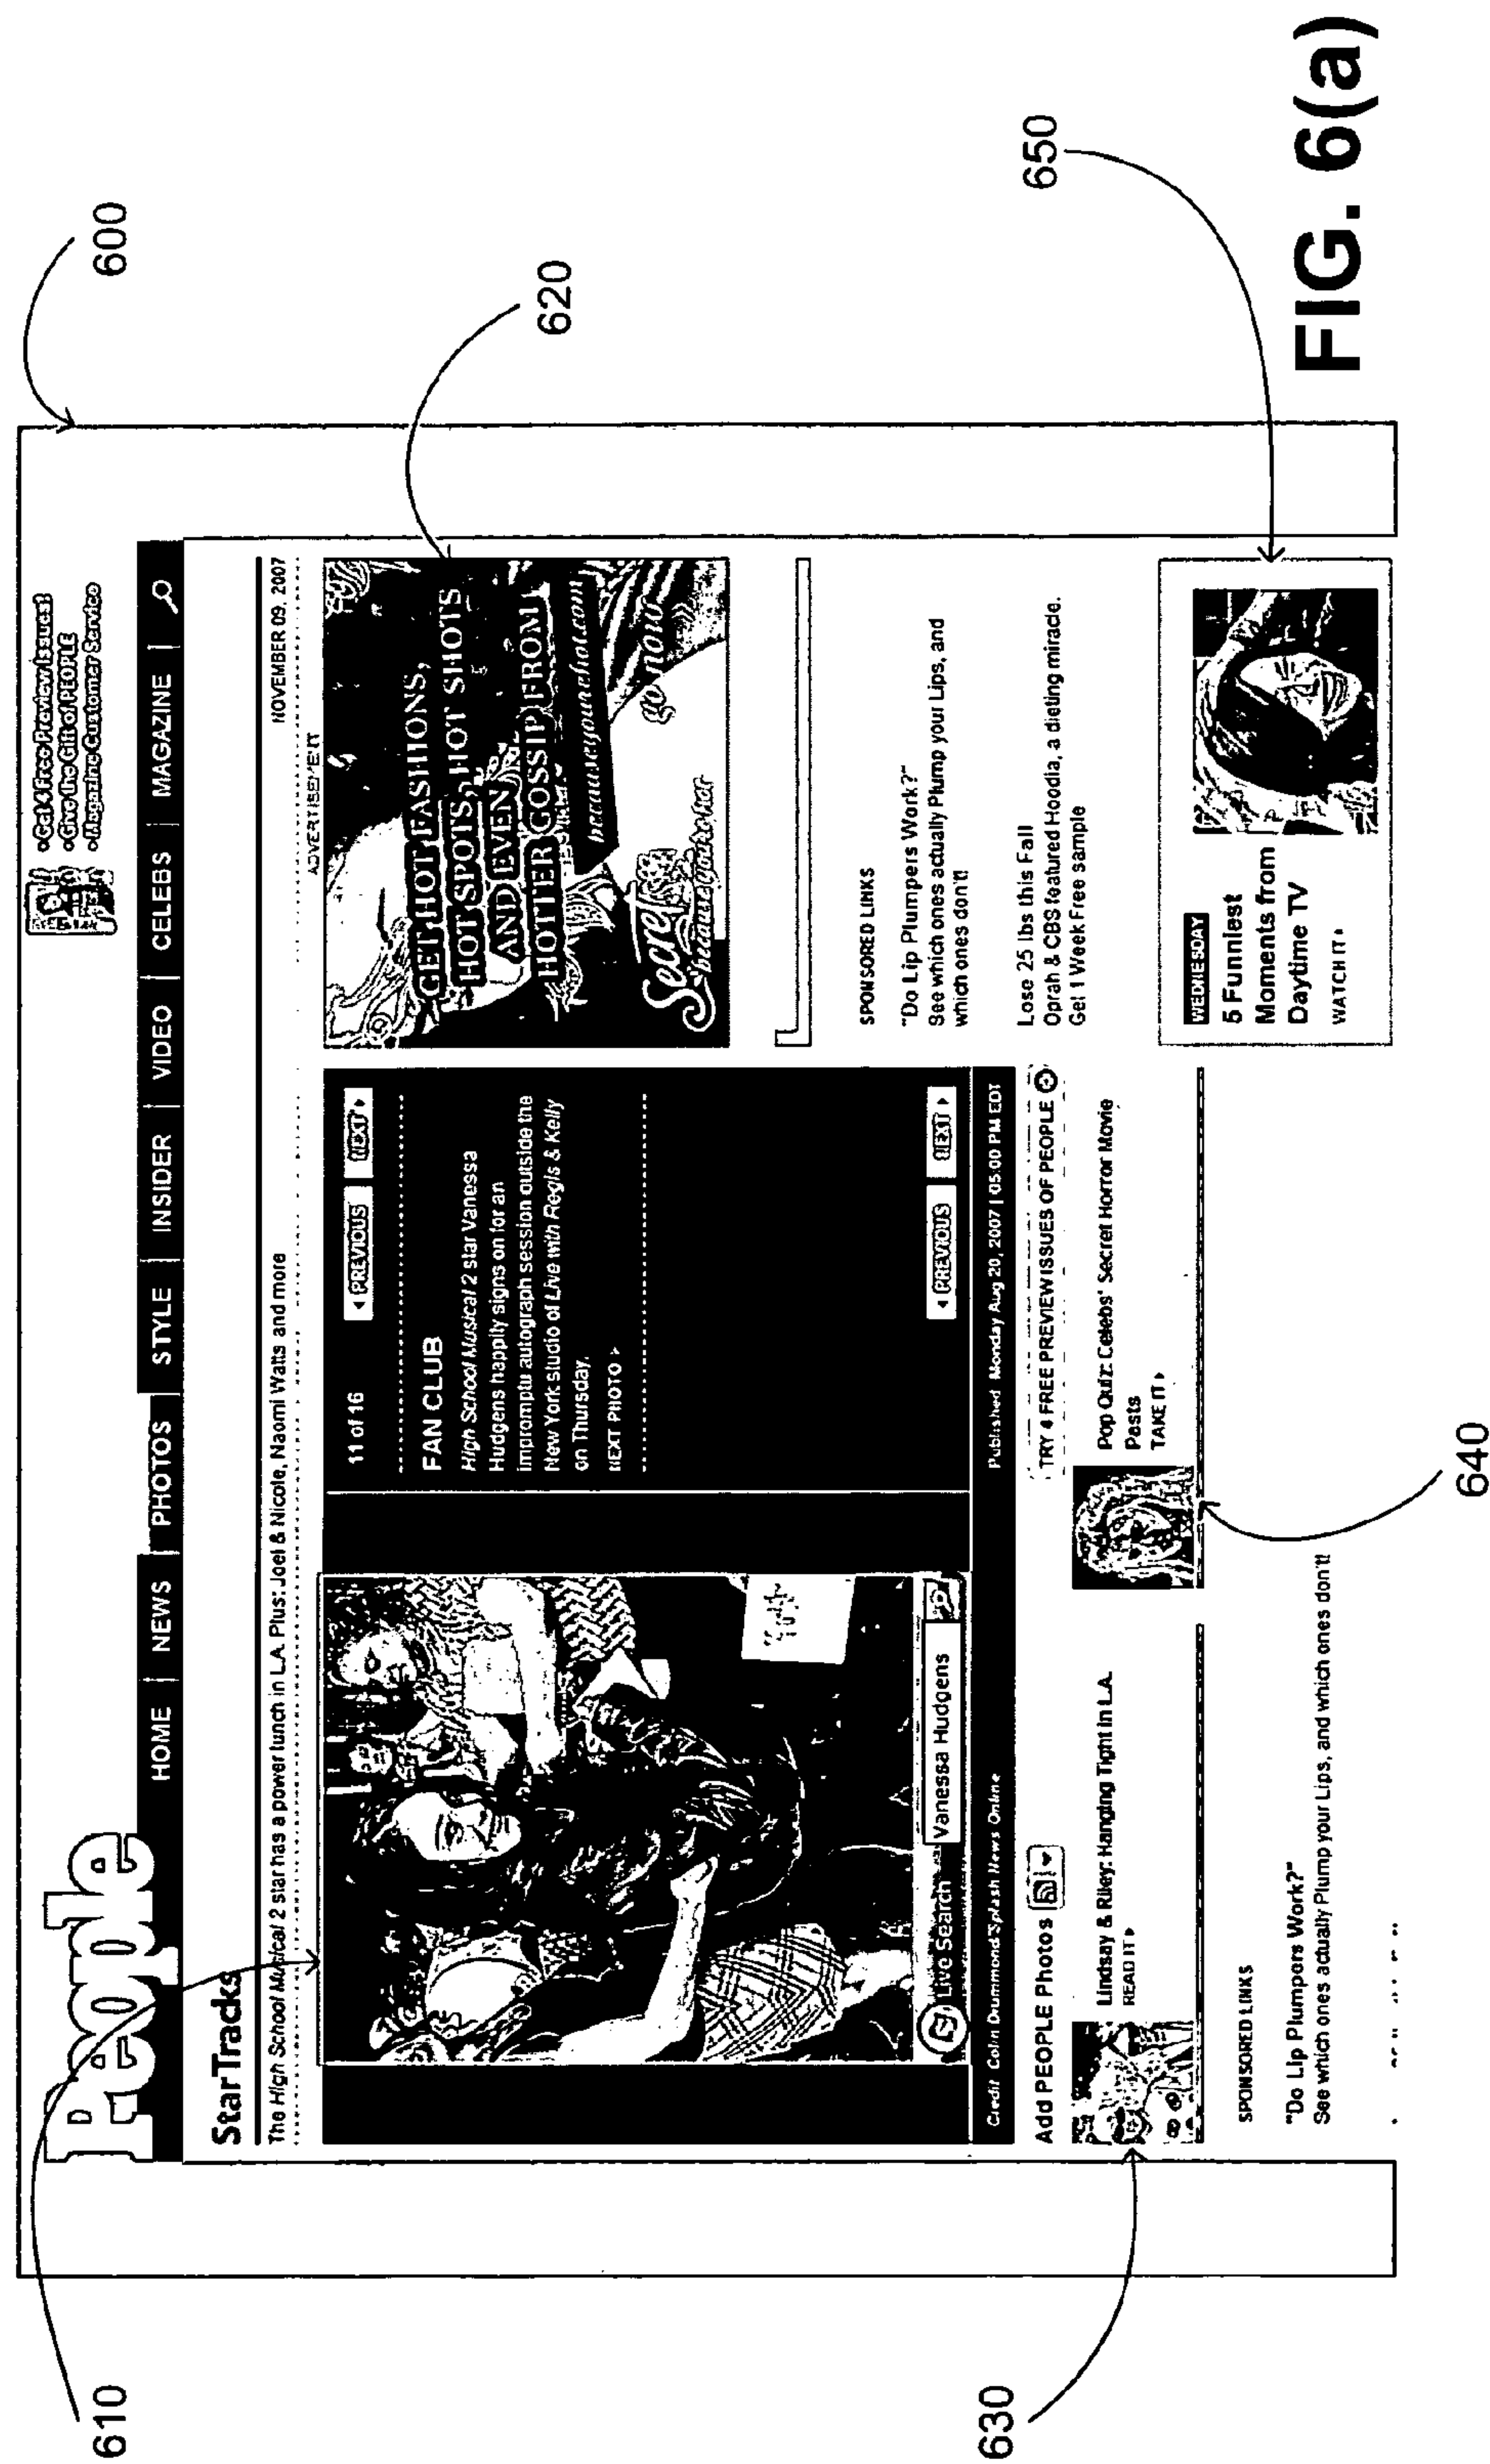 600
610
People
•Get 4 Free Preview Issues!
•Give the Gift of PEOPLE
•Magazine Customer Service
HOME | NEWS | PHOTOS | STYLE | INSIDER | VIDEO | CELEBS | MAGAZINE |
StarTracks
The High School Musical 2 star has a power lunch in L.A. Plus: Joel & Nicole, Naomi Watts and more
NOVEMBER 09, 2007
ADVERTISEMENT
11 of 16
◂ PREVIOUS
NEXT ▸
FAN CLUB
High School Musical 2 star Vanessa
Hudgens happily signs on for an
impromptu autograph session outside the
New York studio of Live with Regis & Kelly
on Thursday.
NEXT PHOTO >
◂ PREVIOUS
NEXT ▸
Live Search
Vanessa Hudgens
Credit Colin Drummond Splash News Online
Published Monday Aug 20, 2007 | 05:00 PM EDT
620
GET HOT FASHIONS,
HOT SPOTS, HOT SHOTS
AND EVEN
HOTTER GOSSIP FROM
becauseyourehot.com
go now
Secret
because you're hot
Add PEOPLE Photos
TRY 4 FREE PREVIEW ISSUES OF PEOPLE
Lindsay & Riley: Hanging Tight in L.A.
READ IT ▸
Pop Quiz: Celebs' Secret Horror Movie
Pasts
TAKE IT ▸
SPONSORED LINKS
"Do Lip Plumpers Work?"
See which ones actually Plump your Lips, and
which ones don't!
Lose 25 lbs this Fall
Oprah & CBS featured Hoodia, a dieting miracle.
Get 1 Week Free sample
650
WEDNESDAY
5 Funniest
Moments from
Daytime TV
WATCH IT ▸
630
640
SPONSORED LINKS
"Do Lip Plumpers Work?"
See which ones actually Plump your Lips, and which ones don't!
FIG. 6(a)